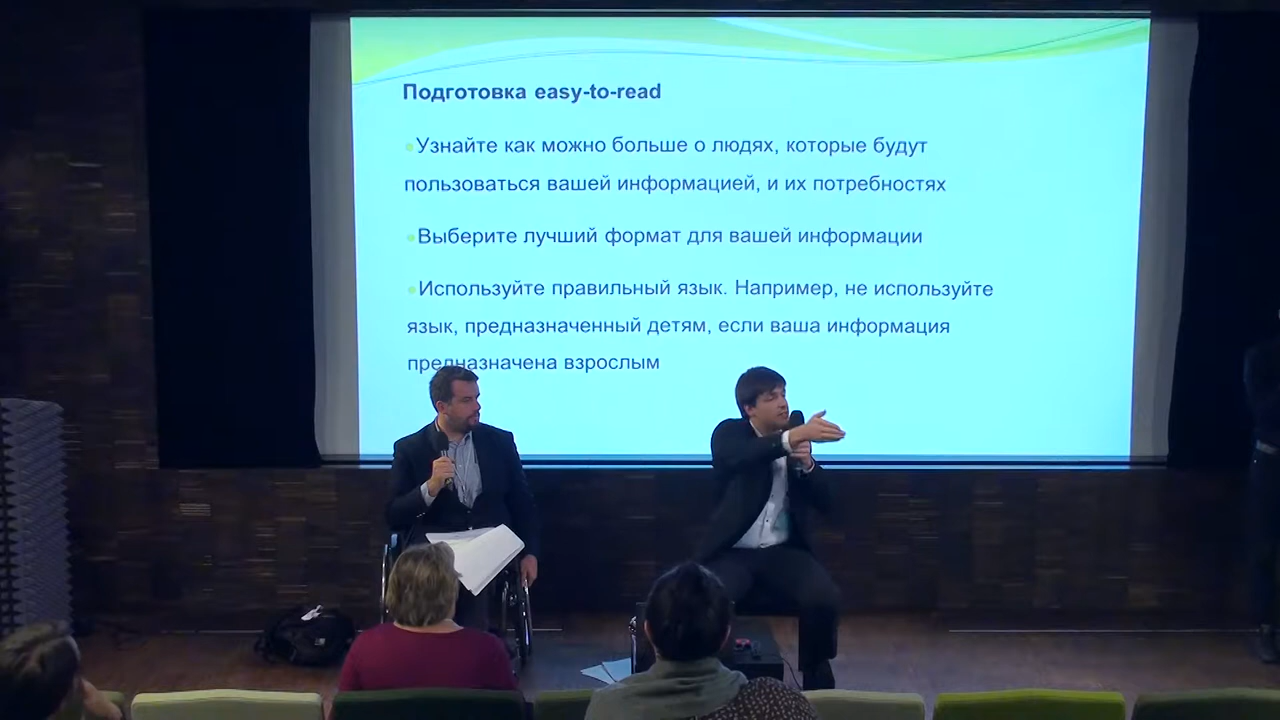 Подготовка easy-to-read
Узнайте как можно больше о людях, которые будут
пользоваться вашей информацией, и их потребностях
Выберите лучший формат для вашей информации
Используйте правильный язык. Например, не используйте
язык, предназначенный детям, если ваша информация
предназначена взрослым